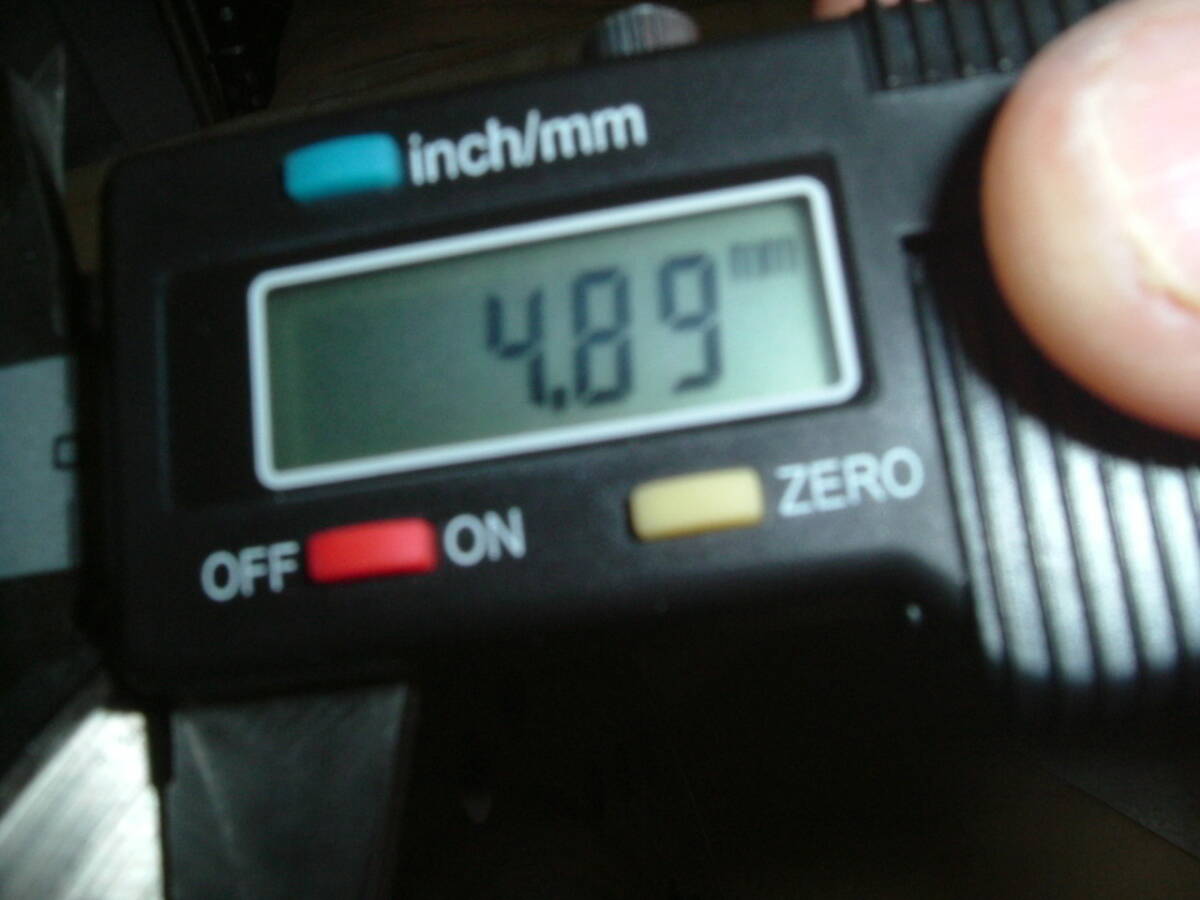 inch/mm
4.89 mm
OFF ON ZERO